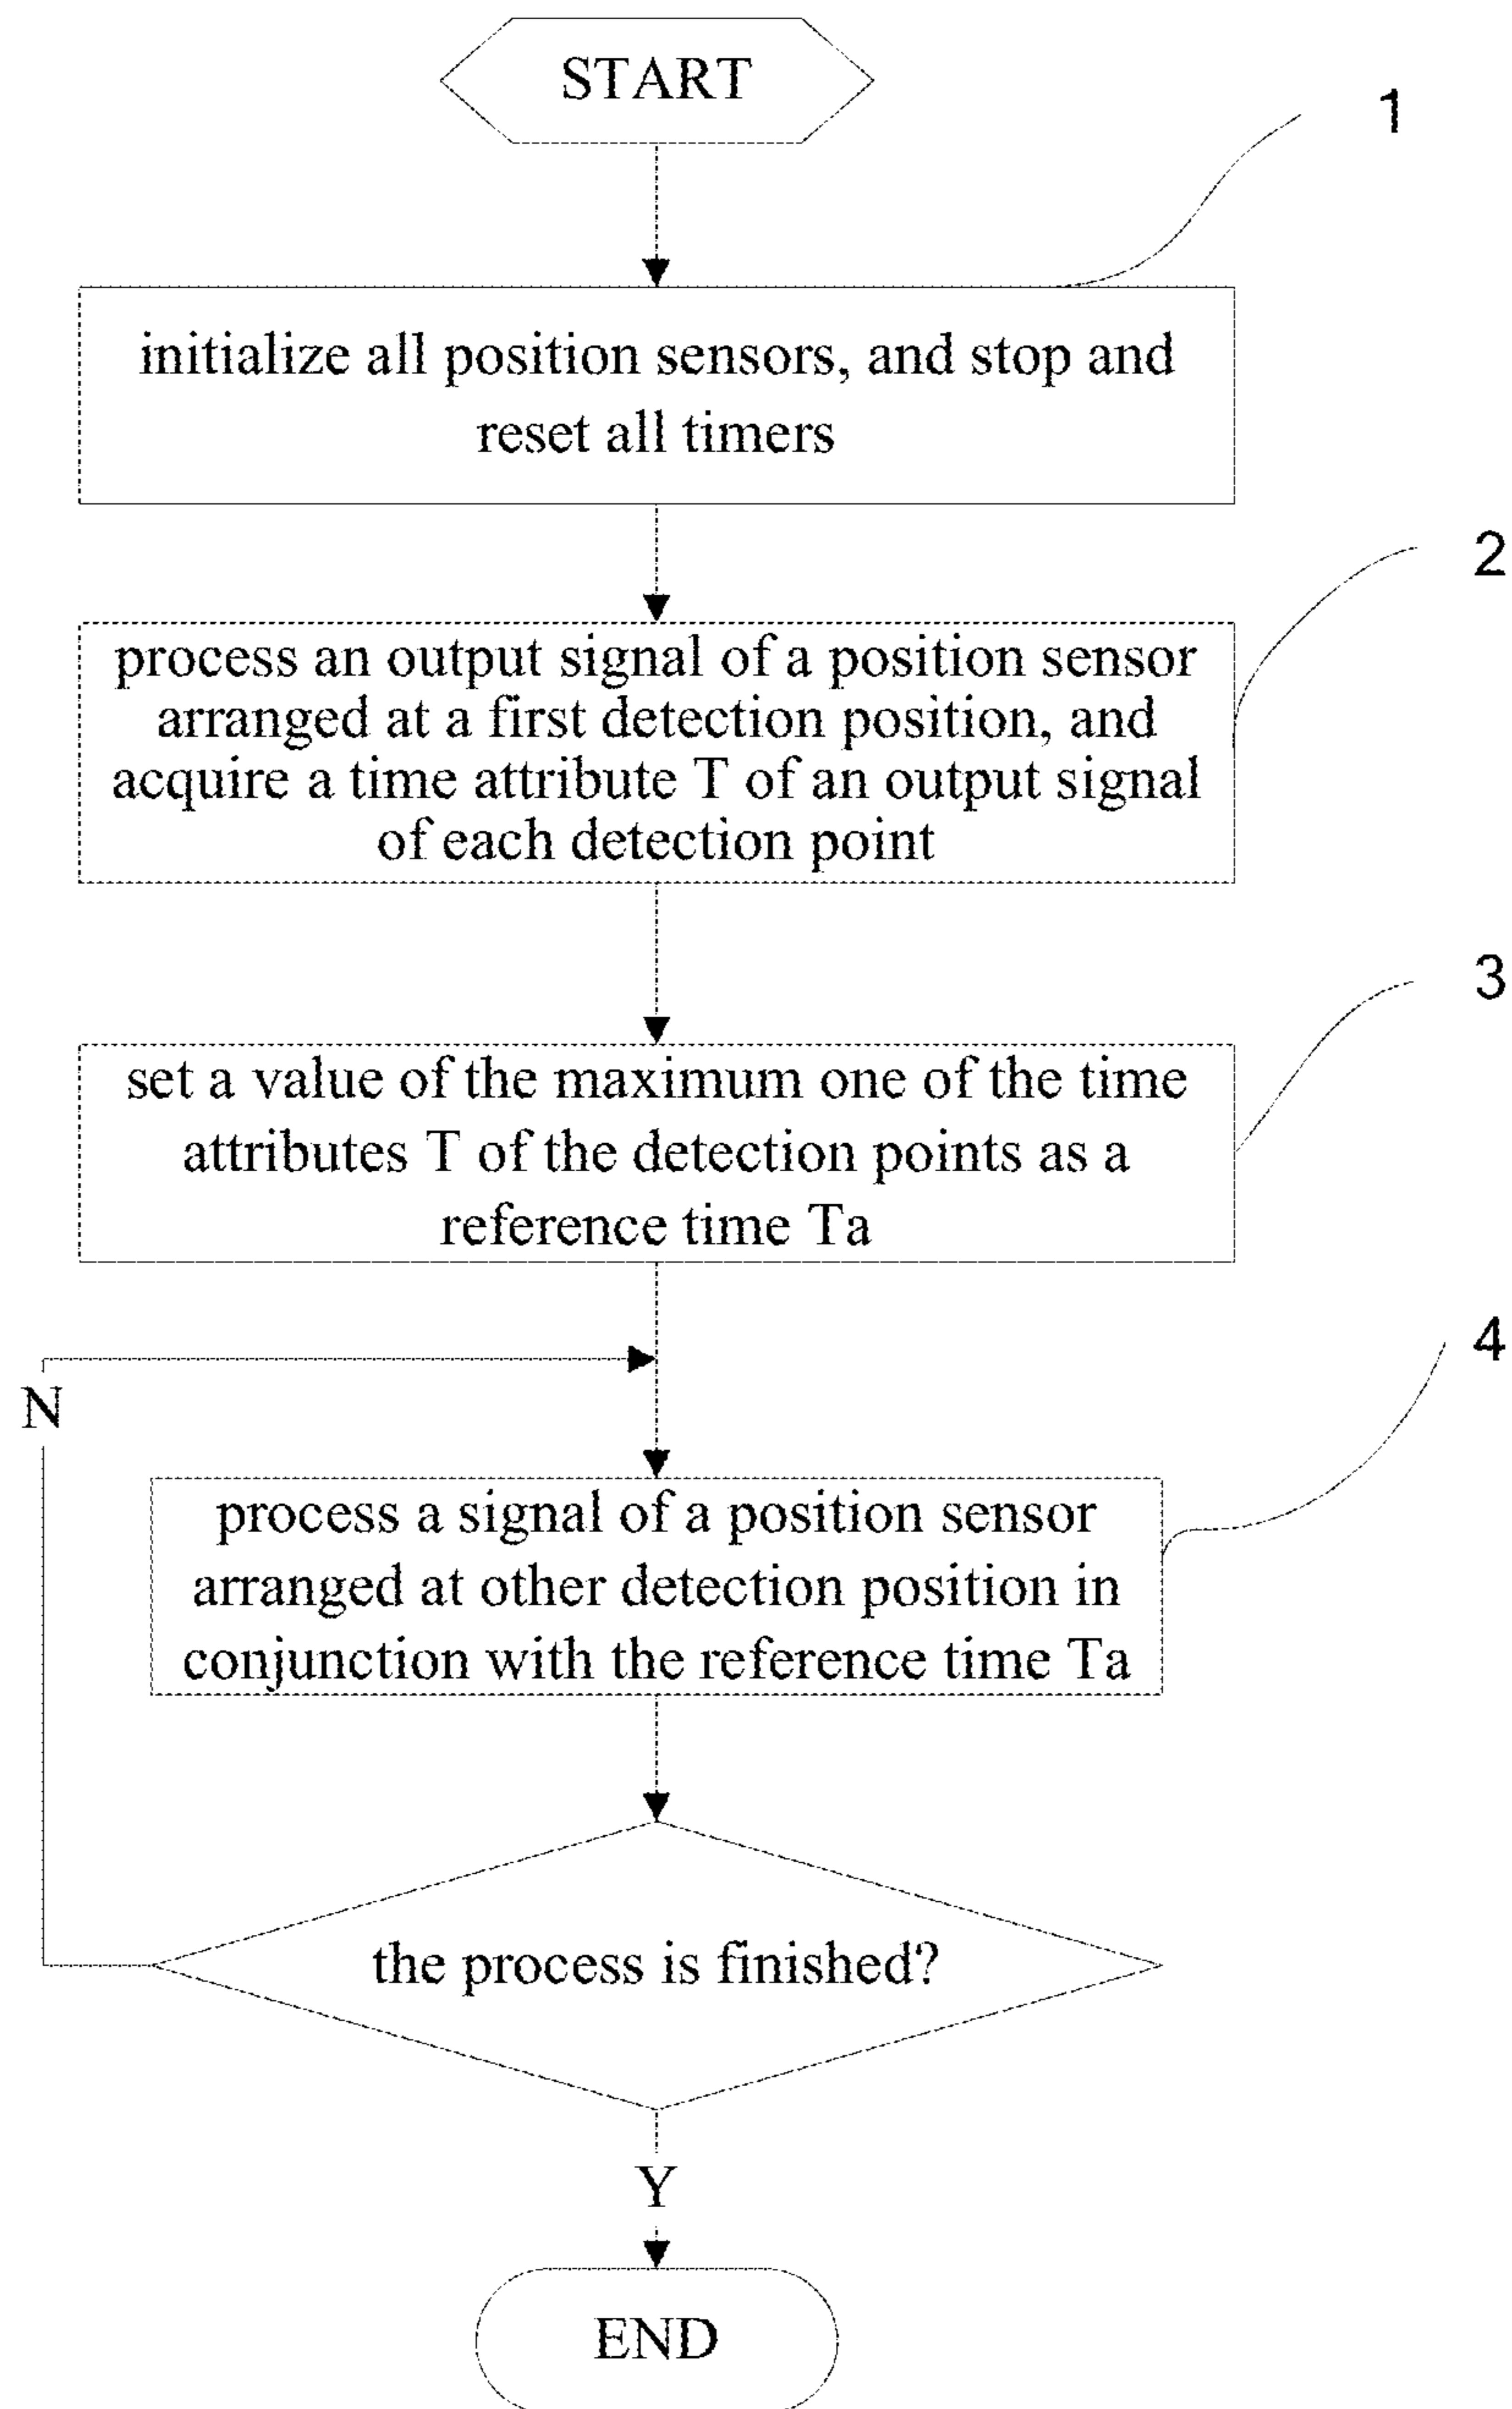 START
1
initialize all position sensors, and stop and
reset all timers
2
process an output signal of a position sensor
arranged at a first detection position, and
acquire a time attribute T of an output signal
of each detection point
3
set a value of the maximum one of the time
attributes T of the detection points as a
reference time Ta
4
N
process a signal of a position sensor
arranged at other detection position in
conjunction with the reference time Ta
the process is finished?
Y
END